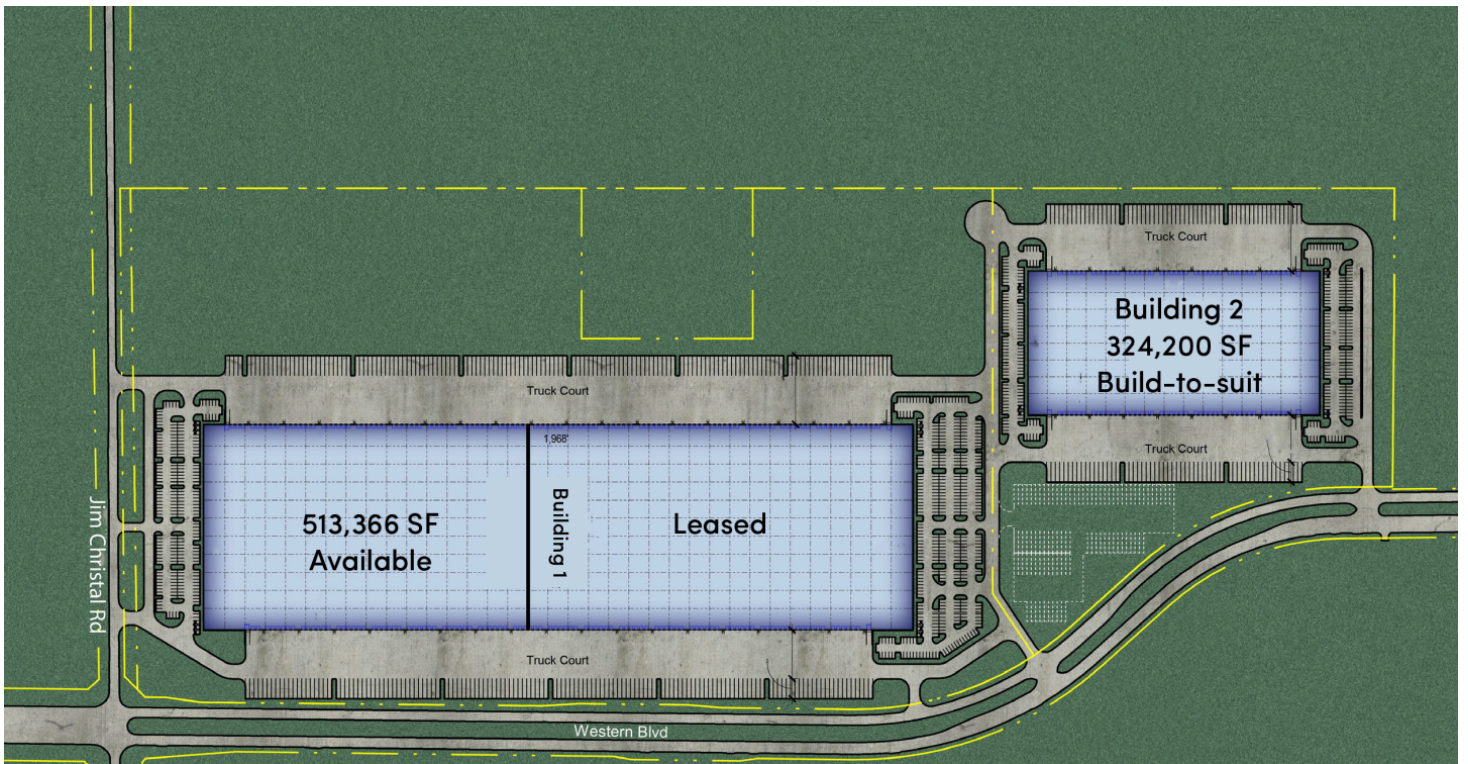 Truck Court
Building 2
324,200 SF
Build-to-suit
Truck Court
Truck Court
1,968'
513,366 SF
Available
Building 1
Leased
Truck Court
Jim Christal Rd
Western Blvd